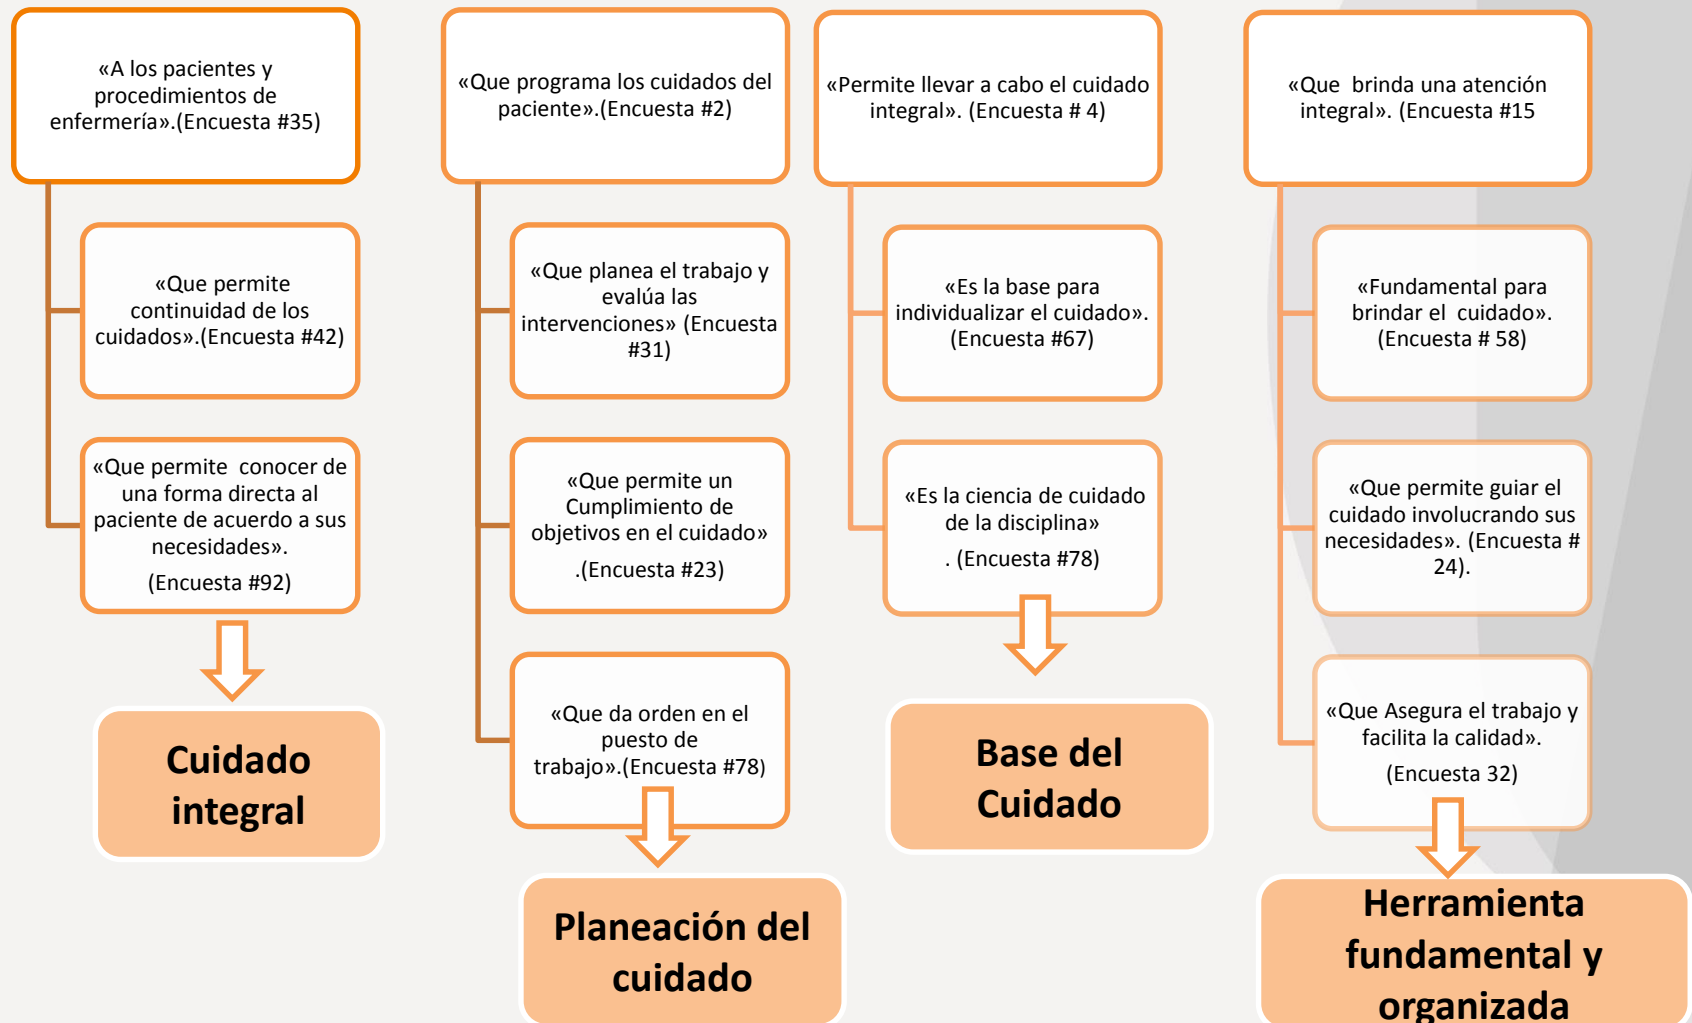 «A los pacientes y
procedimientos de
enfermería».(Encuesta #35)
«Que permite
continuidad de los
cuidados».(Encuesta #42)
«Que permite  conocer de
una forma directa al
paciente de acuerdo a sus
necesidades».
(Encuesta #92)
Cuidado
integral
«Que programa los cuidados del
paciente».(Encuesta #2)
«Que planea el trabajo y
evalúa las
intervenciones» (Encuesta
#31)
«Que permite un
Cumplimiento de
objetivos en el cuidado»
.(Encuesta #23)
«Que da orden en el
puesto de
trabajo».(Encuesta #78)
Planeación del
cuidado
«Permite llevar a cabo el cuidado
integral». (Encuesta # 4)
«Es la base para
individualizar el cuidado».
(Encuesta #67)
«Es la ciencia de cuidado
de la disciplina»
. (Encuesta #78)
Base del
Cuidado
«Que  brinda una atención
integral». (Encuesta #15
«Fundamental para
brindar el  cuidado».
(Encuesta # 58)
«Que permite guiar el
cuidado involucrando sus
necesidades». (Encuesta #
24).
«Que Asegura el trabajo y
facilita la calidad».
(Encuesta 32)
Herramienta
fundamental y
organizada